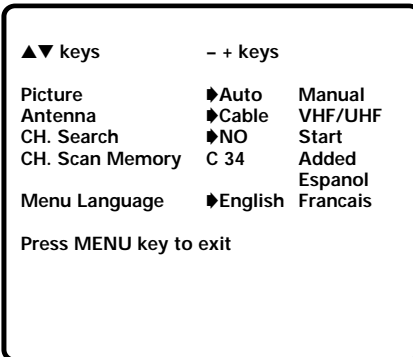 ▲▼ keys – + keys
Picture ➧Auto Manual
Antenna ➧Cable VHF/UHF
CH. Search ➧NO Start
CH. Scan Memory C 34 Added
Espanol
Menu Language ➧English Francais
Press MENU key to exit